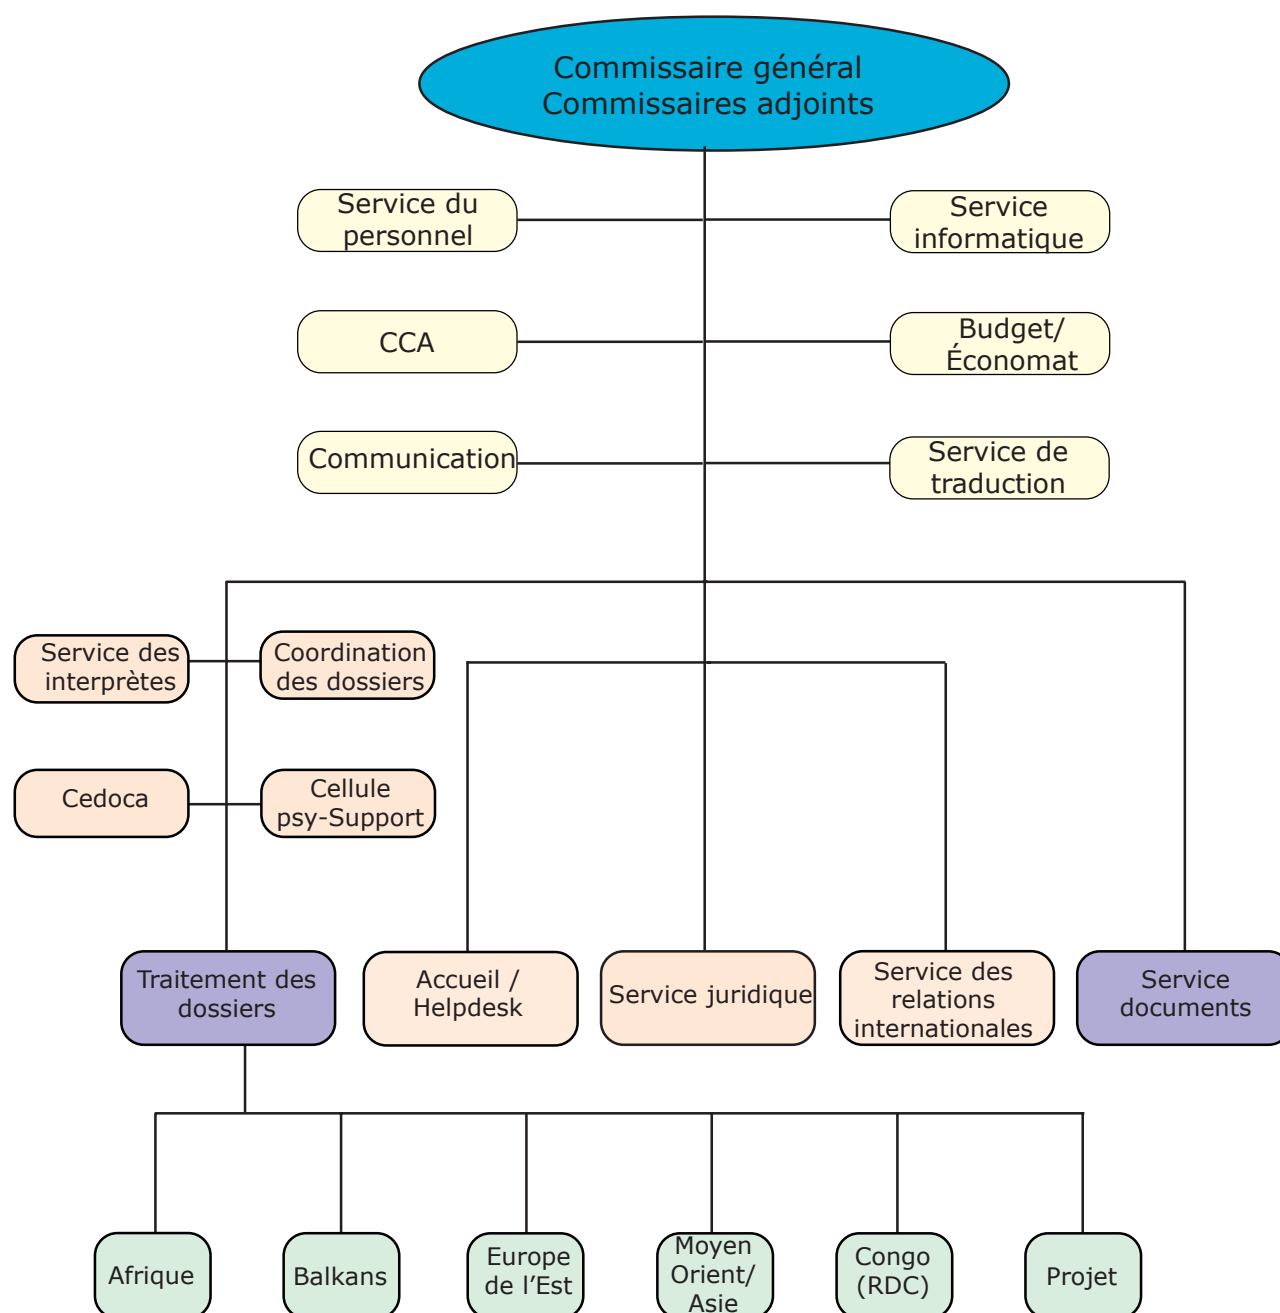 Commissaire général
Commissaires adjoints
Service du
personnel
Service
informatique
CCA
Budget/
Économat
Communication
Service de
traduction
Service des
interprètes
Coordination
des dossiers
Cedoca
Cellule
psy-Support
Traitement des
dossiers
Accueil /
Helpdesk
Service juridique
Service des
relations
internationales
Service
documents
Afrique
Balkans
Europe
de l'Est
Moyen
Orient/
Asie
Congo
(RDC)
Projet